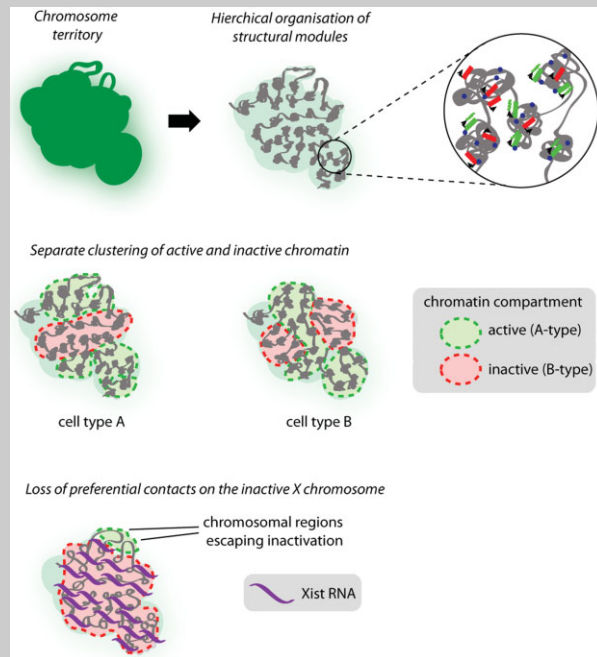 Chromosome
territory
Hierchical organisation of
structural modules
Separate clustering of active and inactive chromatin
chromatin compartment
active (A-type)
inactive (B-type)
cell type A
cell type B
Loss of preferential contacts on the inactive X chromosome
chromosomal regions
escaping inactivation
Xist RNA